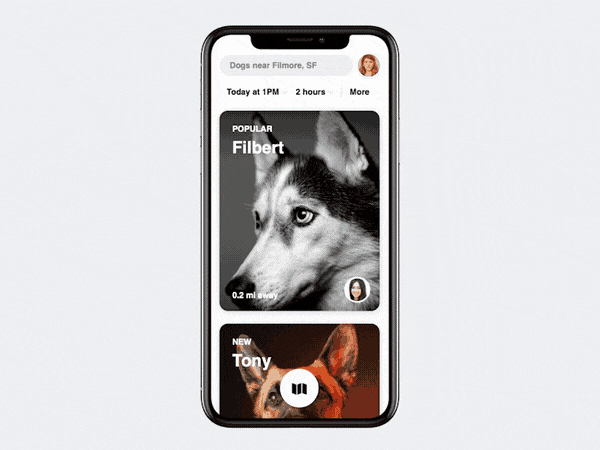 Dogs near Filmore, SF
Today at 1PM
2 hours
More
POPULAR
Filbert
0.2 mi away
NEW
Tony